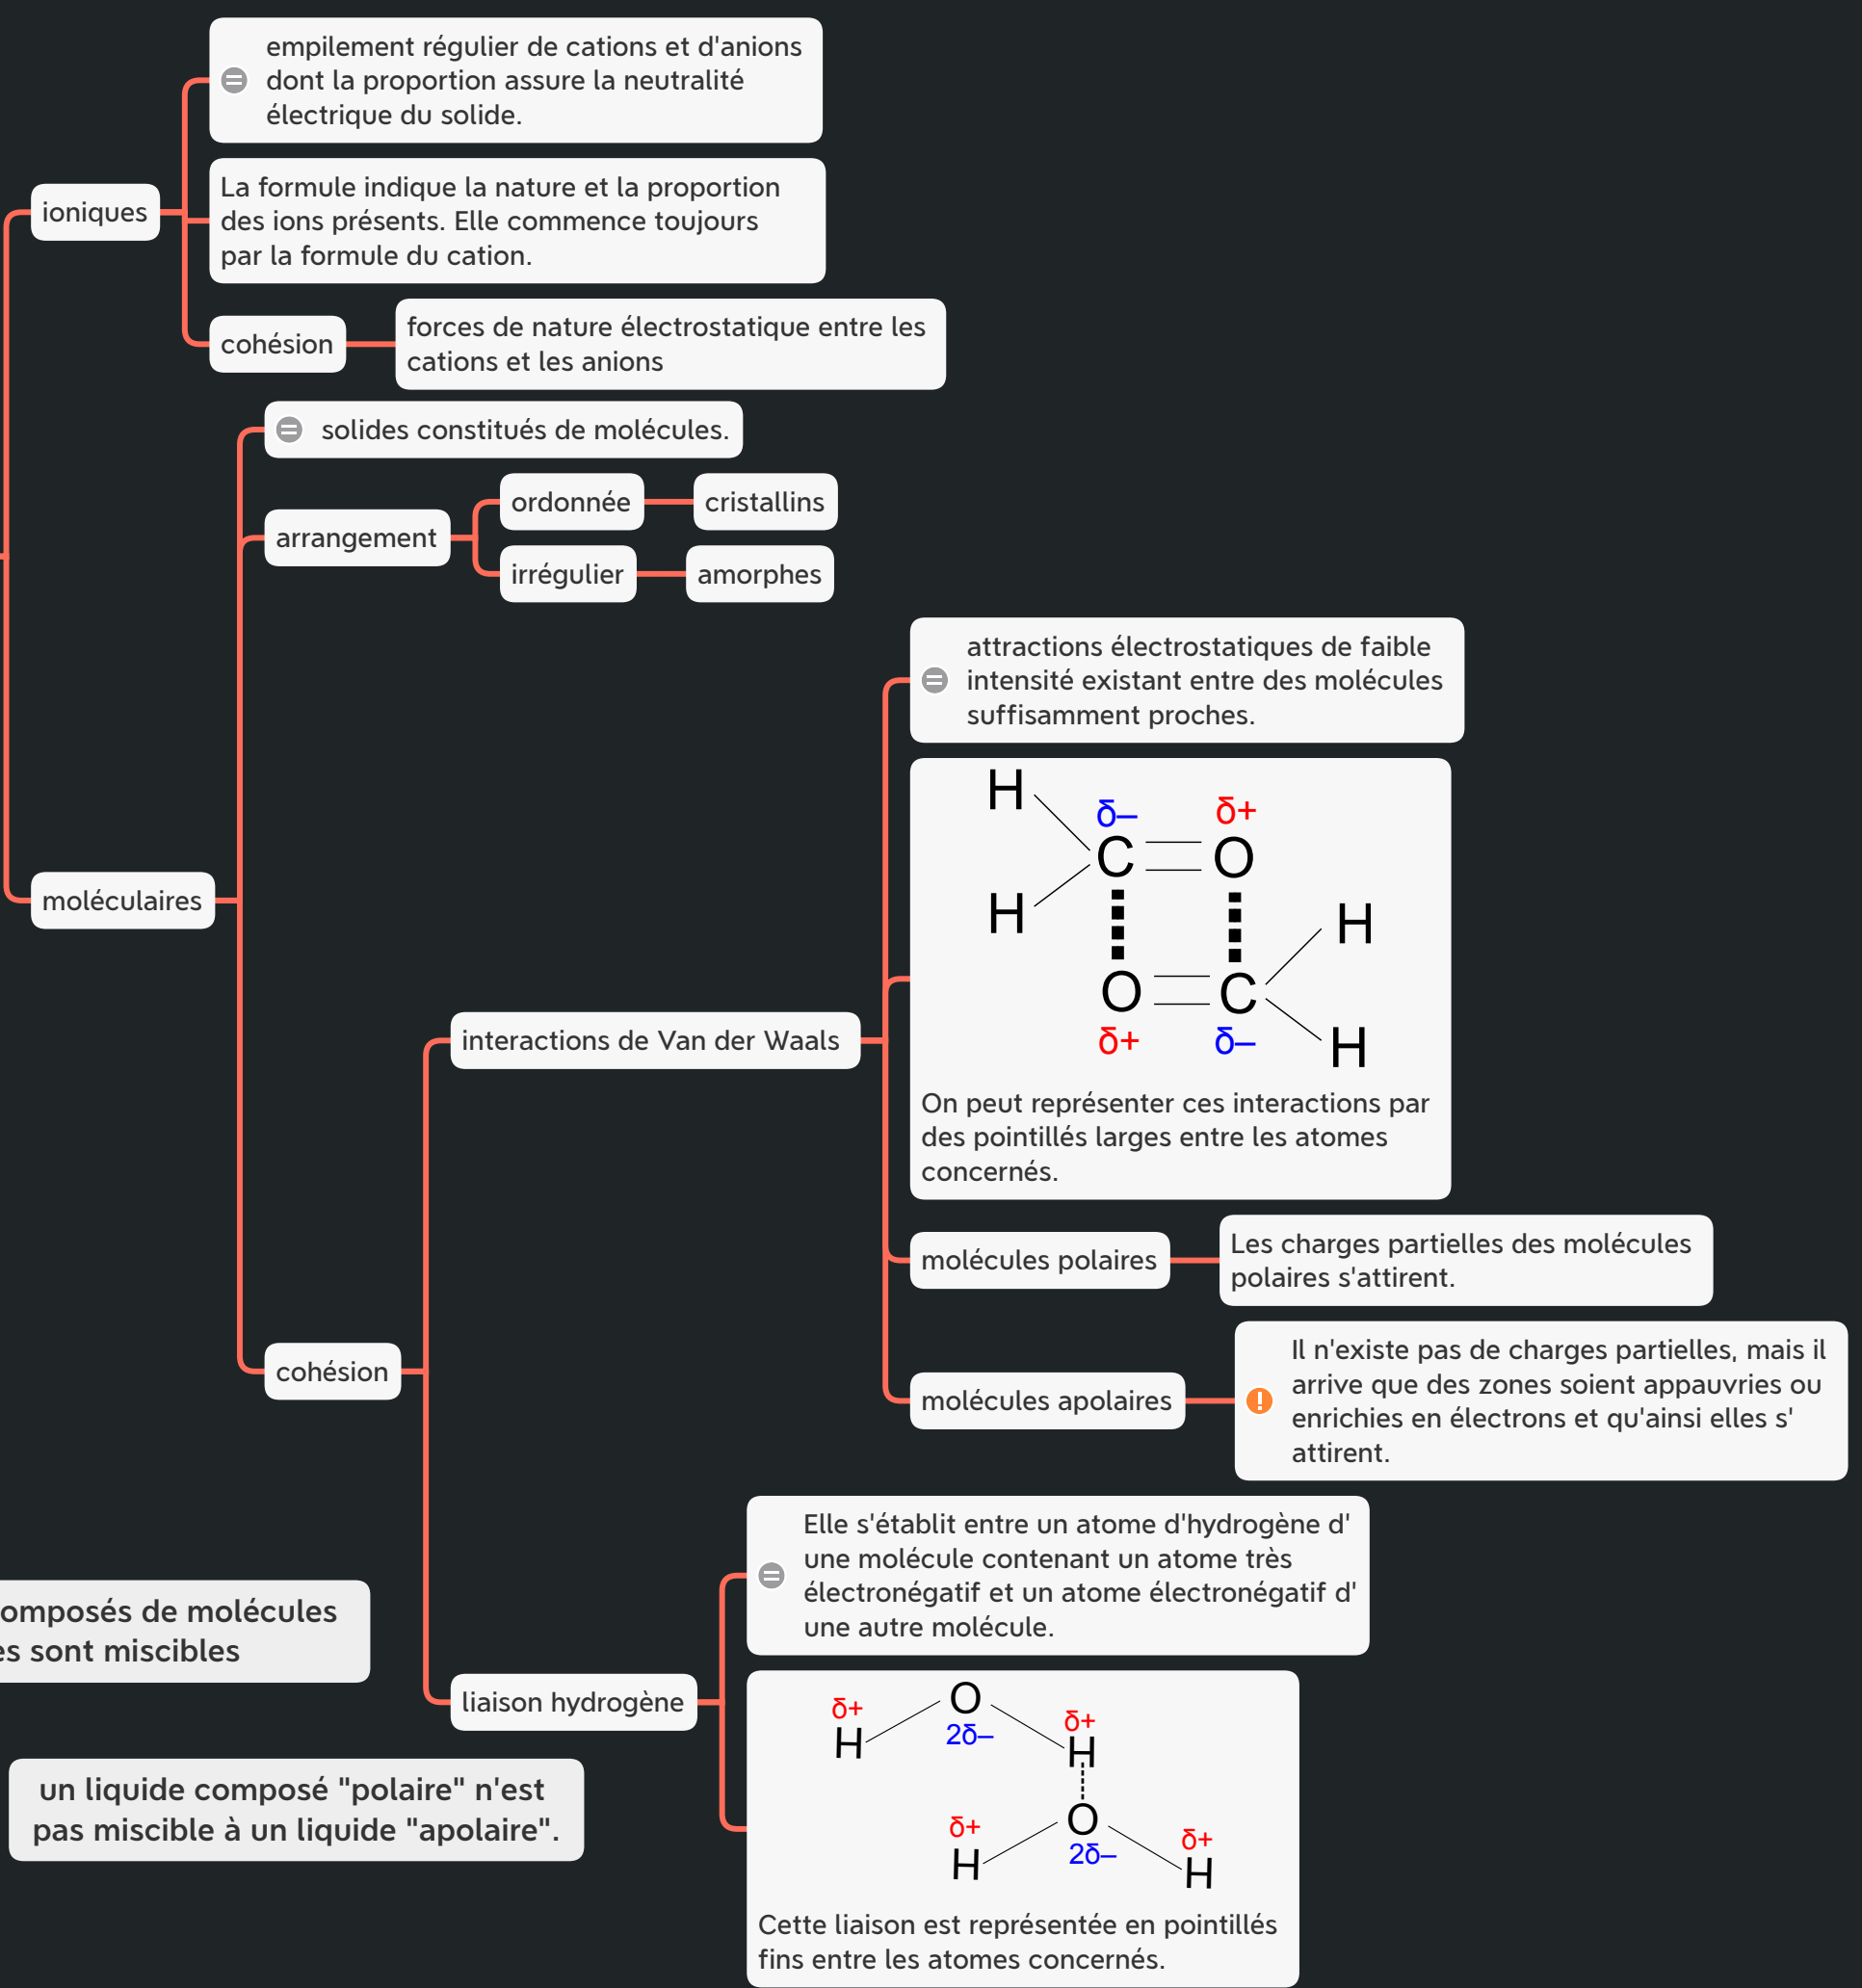 empilement régulier de cations et d'anions
dont la proportion assure la neutralité
électrique du solide.
ioniques
La formule indique la nature et la proportion
des ions présents. Elle commence toujours
par la formule du cation.
cohésion
forces de nature électrostatique entre les
cations et les anions
solides constitués de molécules.
arrangement
ordonnée
cristallins
irrégulier
amorphes
moléculaires
cohésion
interactions de Van der Waals
attractions électrostatiques de faible
intensité existant entre des molécules
suffisamment proches.
H
δ– δ+
C O
H
H
O C
δ+ δ–
H
On peut représenter ces interactions par
des pointillés larges entre les atomes
concernés.
molécules polaires
Les charges partielles des molécules
polaires s'attirent.
molécules apolaires
Il n'existe pas de charges partielles, mais il
arrive que des zones soient appauvries ou
enrichies en électrons et qu'ainsi elles s'
attirent.
liaison hydrogène
Elle s'établit entre un atome d'hydrogène d'
une molécule contenant un atome très
électronégatif et un atome électronégatif d'
une autre molécule.
δ+ O δ+
H 2δ– H
δ+ O δ+
H 2δ– H
Cette liaison est représentée en pointillés
fins entre les atomes concernés.
omposés de molécules
es sont miscibles
un liquide composé "polaire" n'est
pas miscible à un liquide "apolaire".